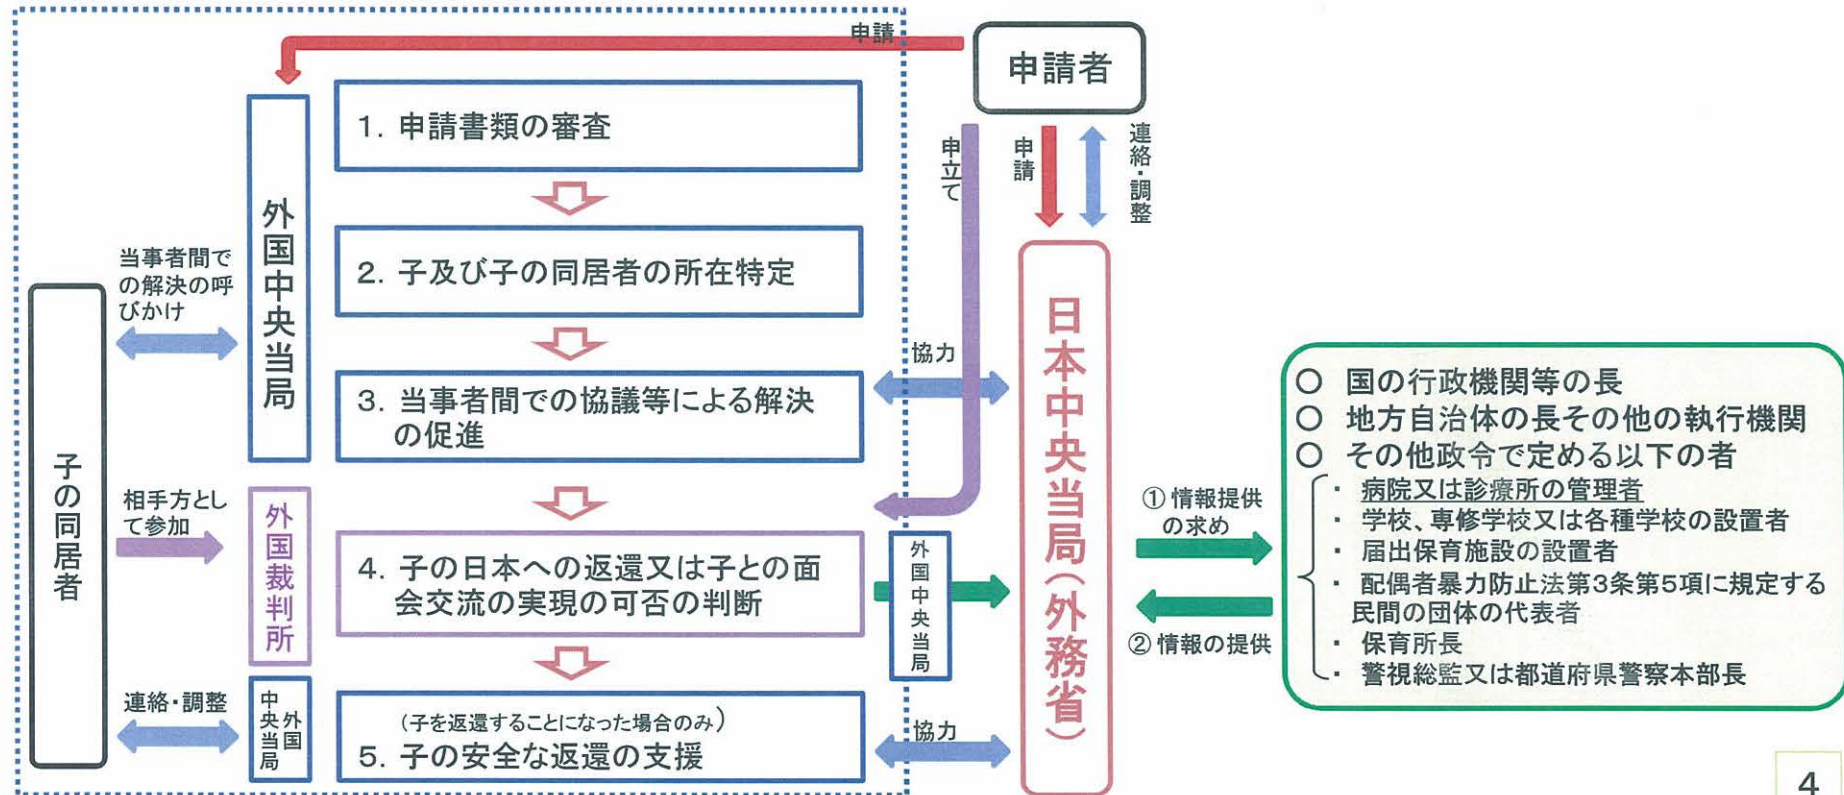 申請
申請者
1. 申請書類の審査
申立て
申請
連絡・調整
外国中央当局
当事者間で
の解決の呼
びかけ
2. 子及び子の同居者の所在特定
協力
3. 当事者間での協議等による解決
の促進
日本中央当局(外務省)
○ 国の行政機関等の長
○ 地方自治体の長その他の執行機関
○ その他政令で定める以下の者
・ 病院又は診療所の管理者
・ 学校、専修学校又は各種学校の設置者
・ 届出保育施設の設置者
・ 配偶者暴力防止法第3条第5項に規定する
民間の団体の代表者
・ 保育所長
・ 警視総監又は都道府県警察本部長
① 情報提供
の求め
② 情報の提供
子の同居者
相手方とし
て参加
外国裁判所
4. 子の日本への返還又は子との面
会交流の実現の可否の判断
外国中央当局
連絡・調整
外国
中央当局
(子を返還することになった場合のみ)
5. 子の安全な返還の支援
協力
4